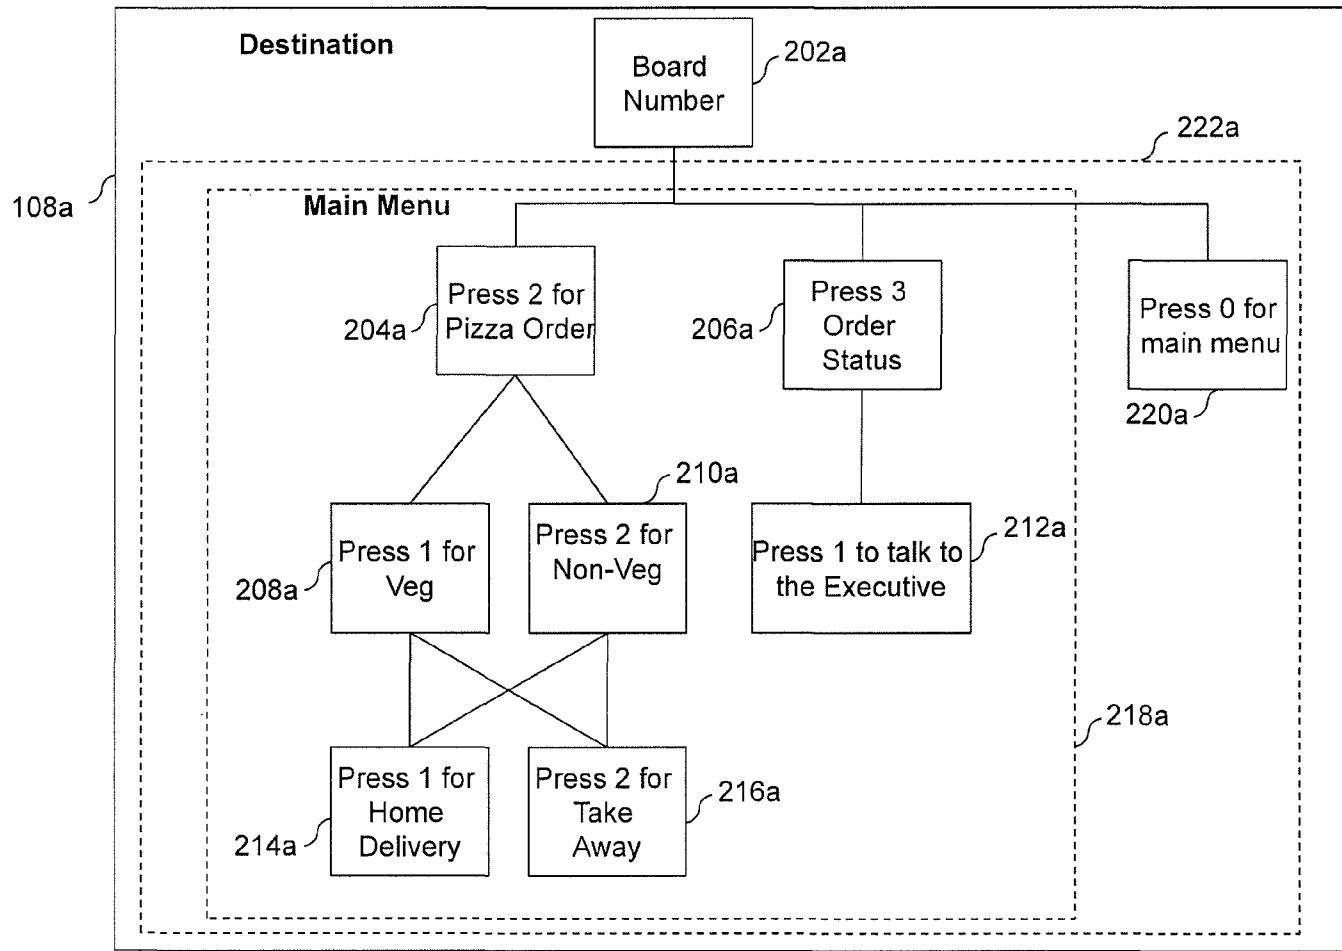 Destination
Board
Number
202a
222a
108a
Main Menu
Press 2 for
Pizza Order
204a
Press 3
Order
Status
206a
Press 0 for
main menu
220a
210a
Press 1 for
Veg
208a
Press 2 for
Non-Veg
Press 1 to talk to
the Executive
212a
218a
Press 1 for
Home
Delivery
214a
Press 2 for
Take
Away
216a